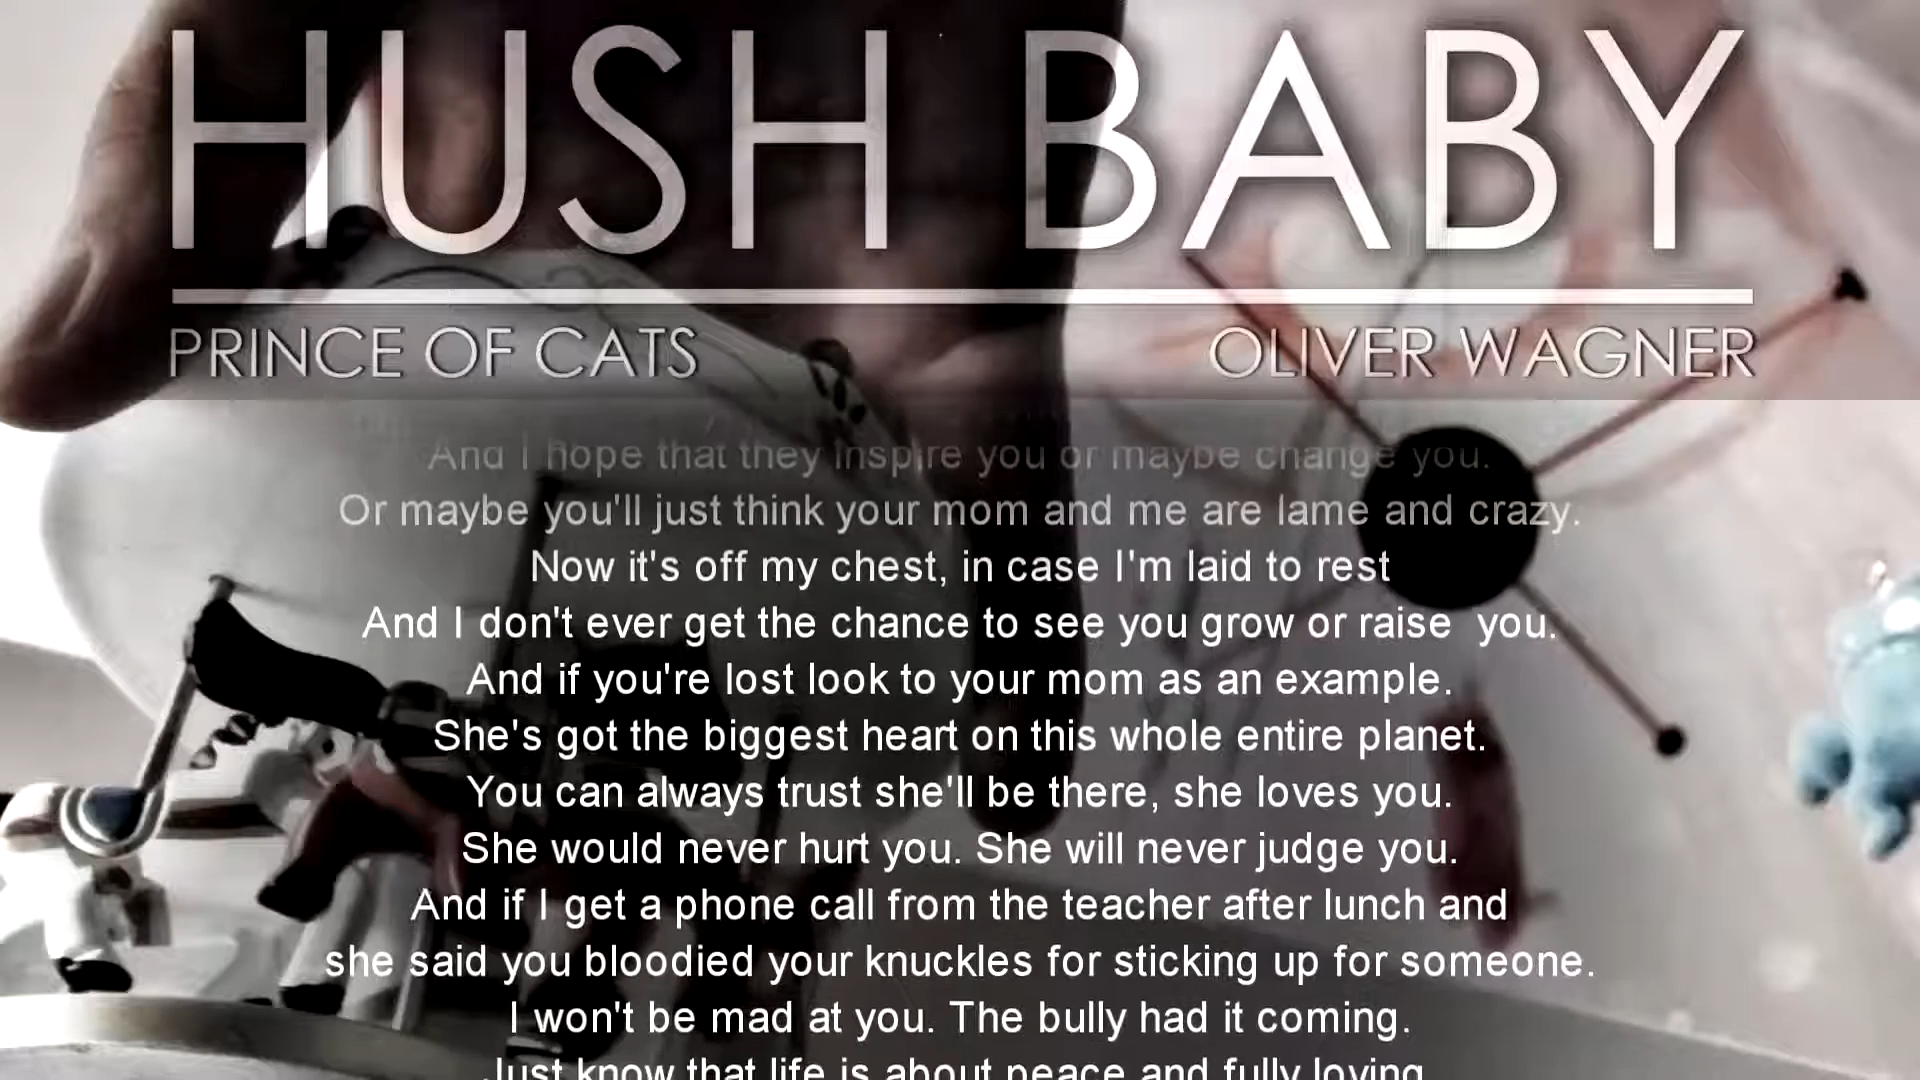 HUSH BABY
PRINCE OF CATS
OLIVER WAGNER
And I hope that they inspire you or maybe change you.
Or maybe you'll just think your mom and me are lame and crazy.
Now it's off my chest, in case I'm laid to rest
And I don't ever get the chance to see you grow or raise  you.
And if you're lost look to your mom as an example.
She's got the biggest heart on this whole entire planet.
You can always trust she'll be there, she loves you.
She would never hurt you. She will never judge you.
And if I get a phone call from the teacher after lunch and
she said you bloodied your knuckles for sticking up for someone.
I won't be mad at you. The bully had it coming.
Just know that life is about peace and fully loving